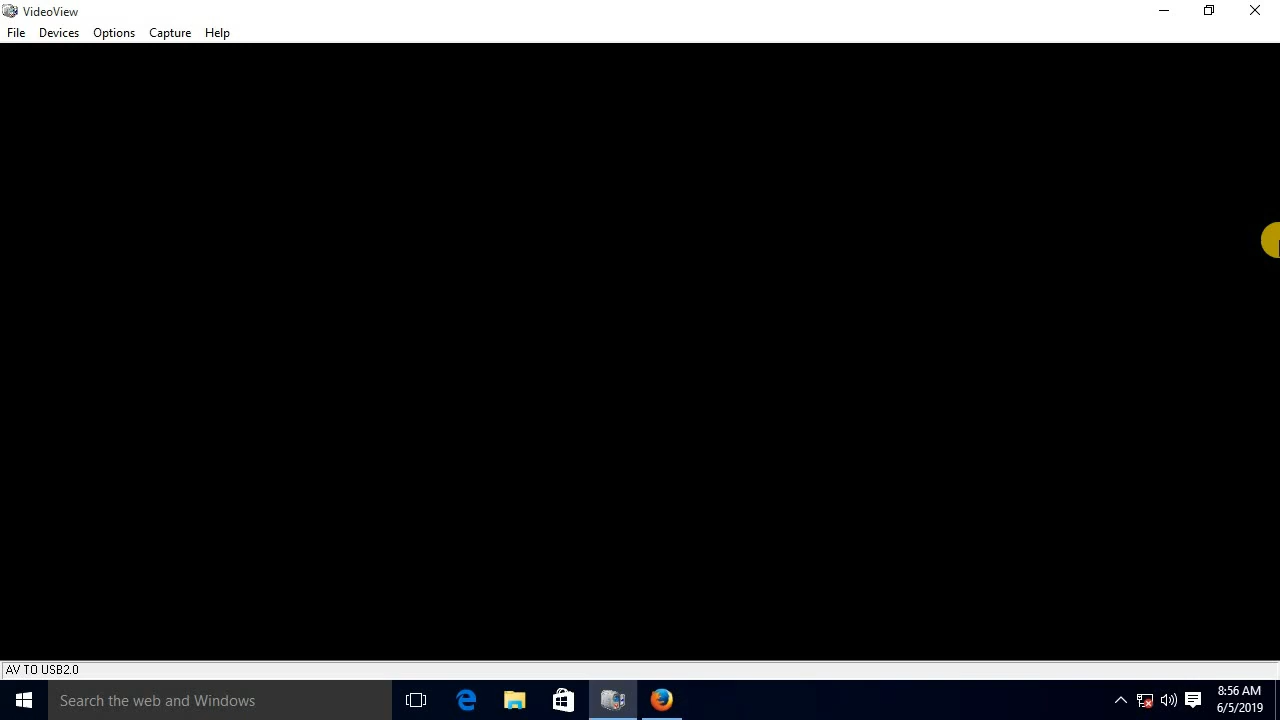 VideoView
File Devices Options Capture Help
AV TO USB2.0
Search the web and Windows
8:56 AM
6/5/2019